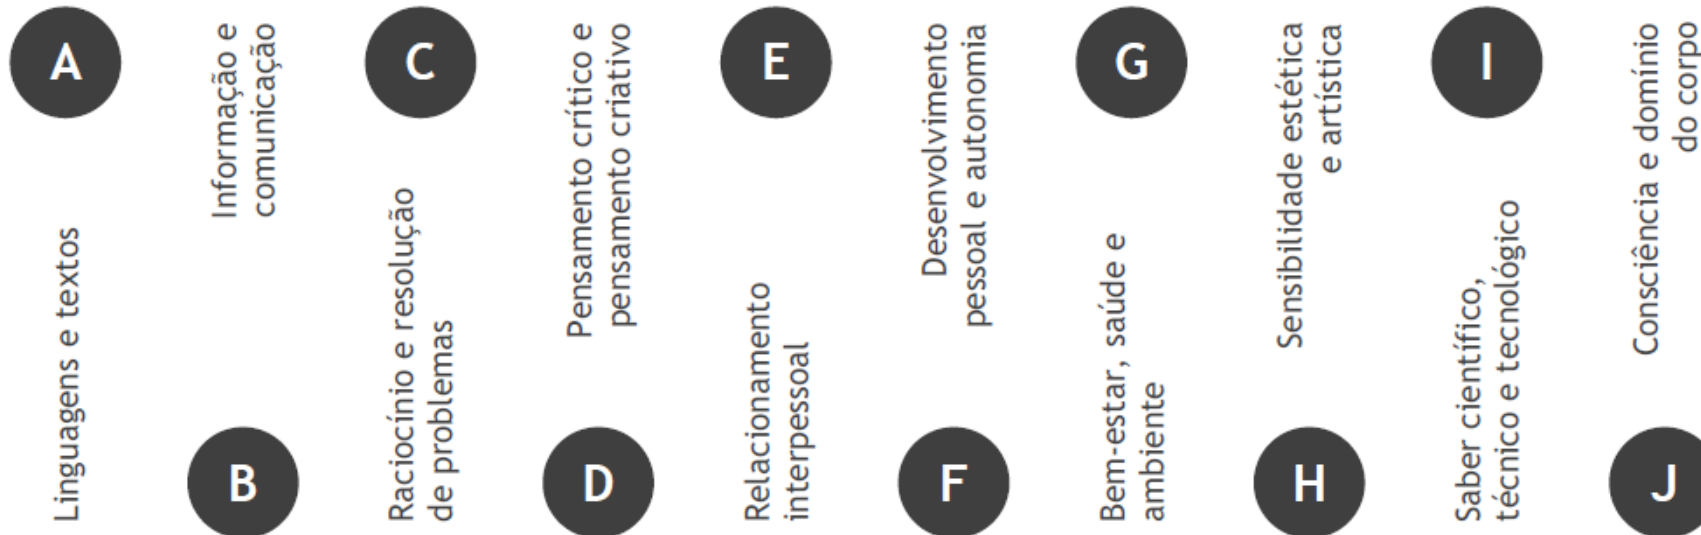 A
Linguagens e textos
B
Informação e
comunicação
C
Raciocínio e resolução
de problemas
D
Pensamento crítico e
pensamento criativo
E
Relacionamento
interpessoal
F
Desenvolvimento
pessoal e autonomia
G
Bem-estar, saúde e
ambiente
H
Sensibilidade estética
e artística
I
Saber científico,
técnico e tecnológico
J
Consciência e domínio
do corpo